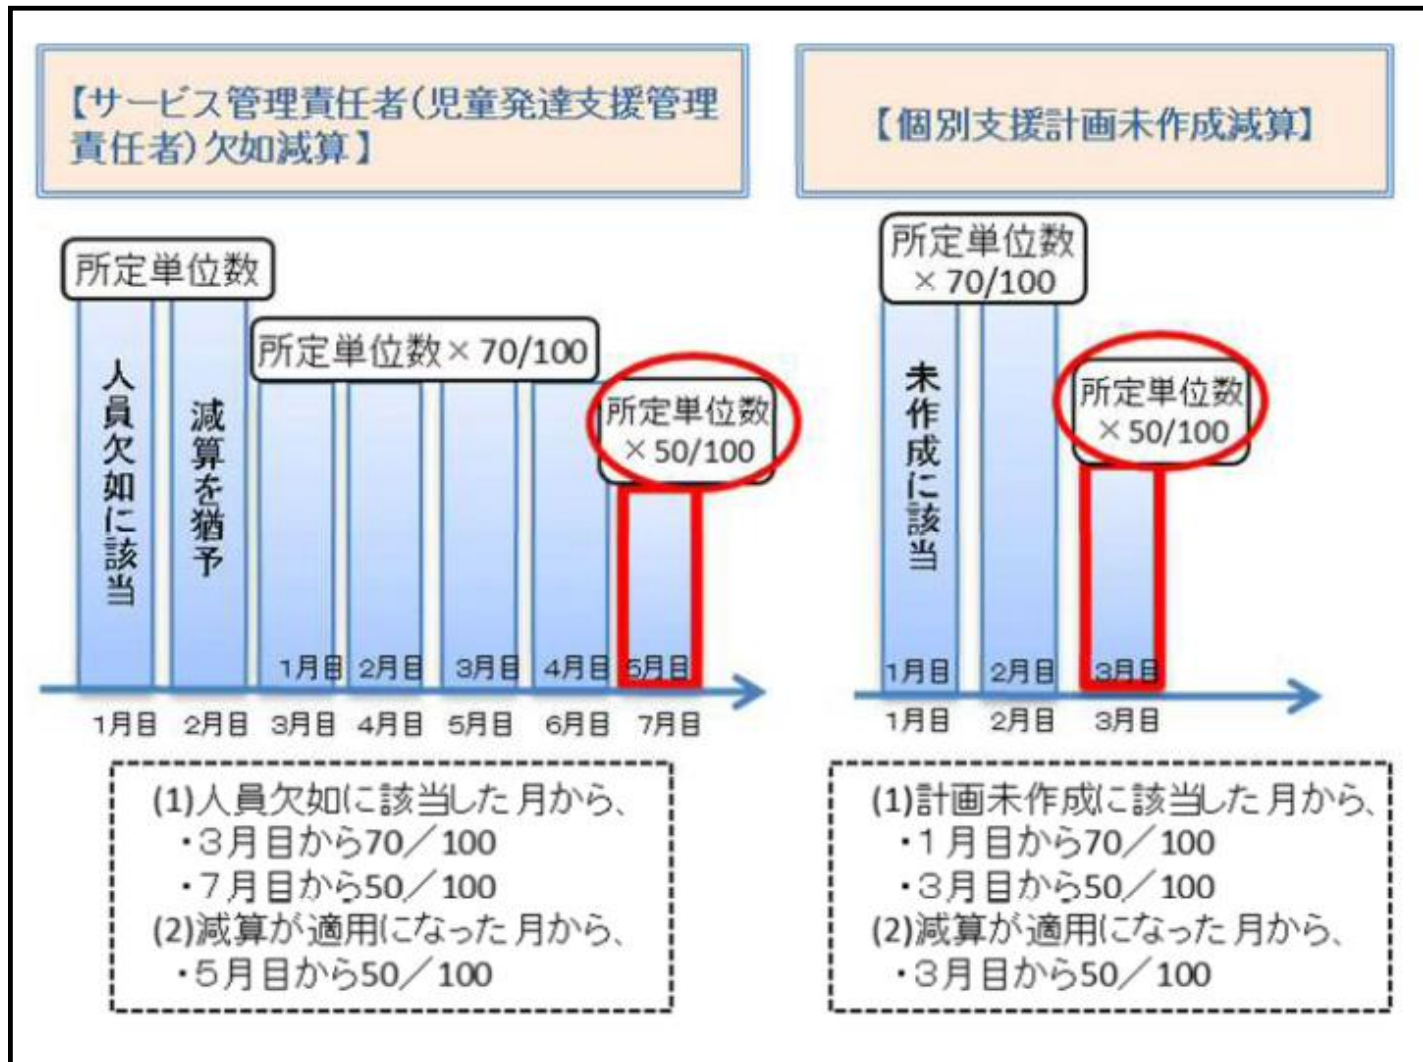 【サービス管理責任者(児童発達支援管理
責任者)欠如減算】
所定単位数
所定単位数×70/100
所定単位数
×50/100
人員欠如に該当
減算を猶予
1月目 2月目 3月目 4月目 5月目
1月目 2月目 3月目 4月目 5月目 6月目 7月目
(1)人員欠如に該当した月から、
・3月目から70／100
・7月目から50／100
(2)減算が適用になった月から、
・5月目から50／100
【個別支援計画未作成減算】
所定単位数
×70/100
所定単位数
×50/100
未作成に該当
1月目 2月目 3月目
1月目 2月目 3月目
(1)計画未作成に該当した月から、
・1月目から70／100
・3月目から50／100
(2)減算が適用になった月から、
・3月目から50／100